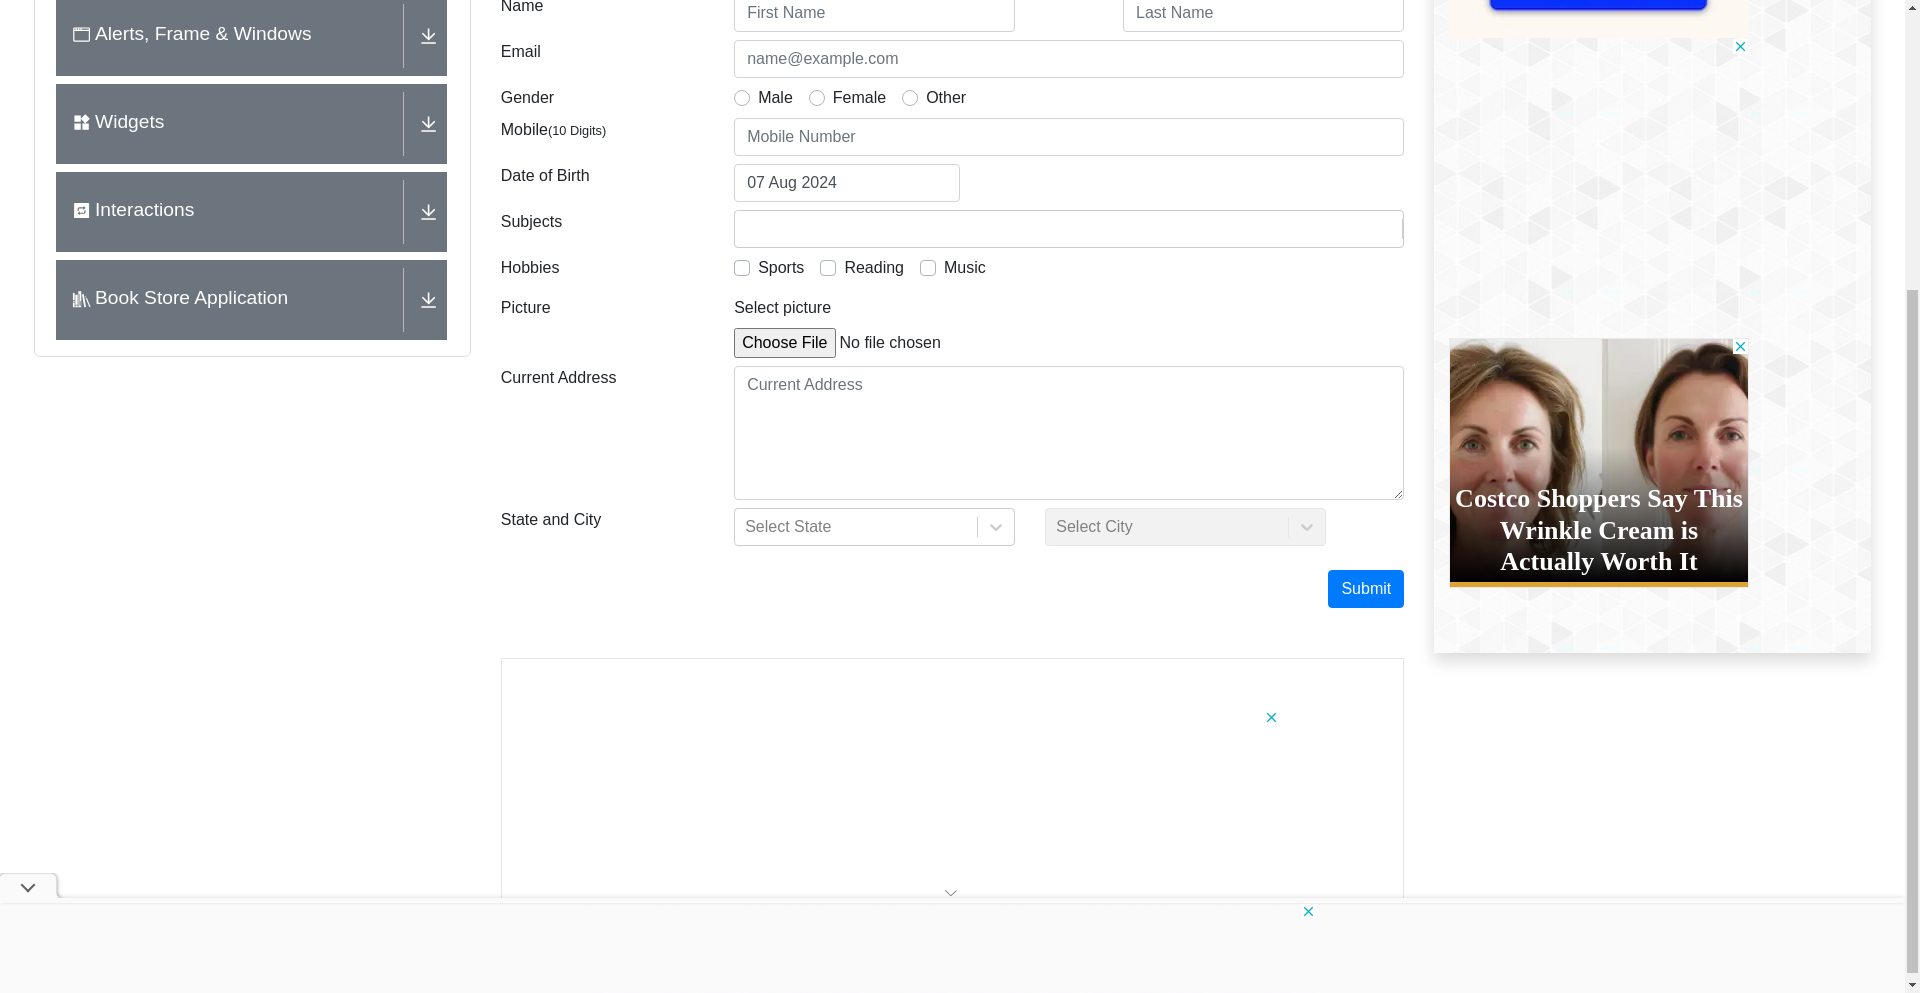 Alerts, Frame & Windows
Widgets
Interactions
Book Store Application
Name
First Name
Last Name
Email
name@example.com
Gender
Male
Female
Other
Mobile(10 Digits)
Mobile Number
Date of Birth
07 Aug 2024
Subjects
Hobbies
Sports
Reading
Music
Picture
Select picture
Choose File
No file chosen
Current Address
Current Address
State and City
Select State
Select City
Submit
Costco Shoppers Say This
Wrinkle Cream is
Actually Worth It